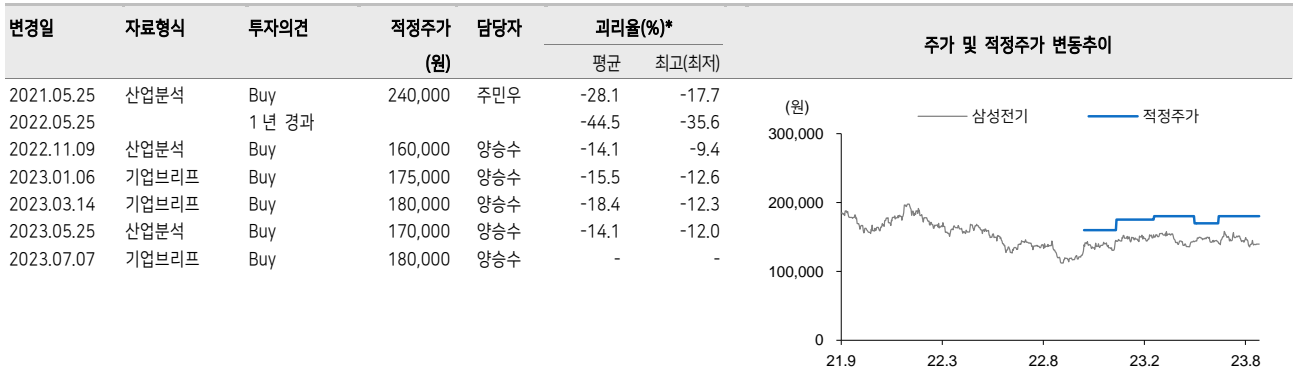 변경일 자료형식 투자의견 적정주가 담당자 괴리율(%)* 주가 및 적정주가 변동추이
(원) 평균 최고(최저)
2021.05.25 산업분석 Buy 240,000 주민우 -28.1 -17.7
2022.05.25 1년 경과 -44.5 -35.6
2022.11.09 산업분석 Buy 160,000 양승수 -14.1 -9.4
2023.01.06 기업브리프 Buy 175,000 양승수 -15.5 -12.6
2023.03.14 기업브리프 Buy 180,000 양승수 -18.4 -12.3
2023.05.25 산업분석 Buy 170,000 양승수 -14.1 -12.0
2023.07.07 기업브리프 Buy 180,000 양승수 - -
(원) 삼성전기 적정주가
300,000
200,000
100,000
0
21.9 22.3 22.8 23.2 23.8